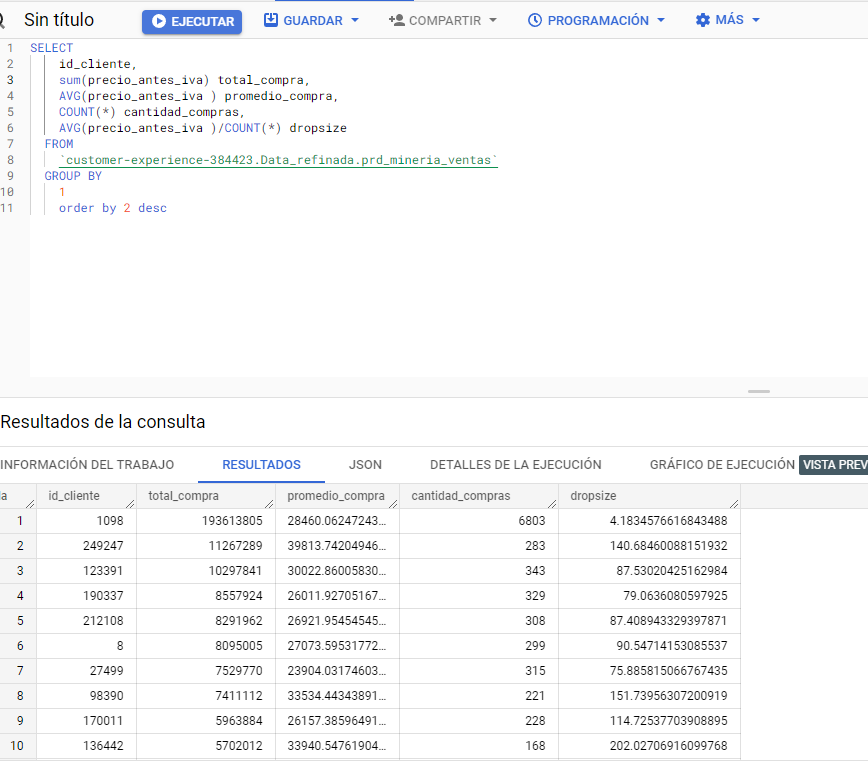 Sin título EJECUTAR GUARDAR COMPARTIR PROGRAMACIÓN MÁS
1 SELECT
2 id_cliente,
3 sum(precio_antes_iva) total_compra,
4 AVG(precio_antes_iva ) promedio_compra,
5 COUNT(*) cantidad_compras,
6 AVG(precio_antes_iva )/COUNT(*) dropsize
7 FROM
8 `customer-experience-384423.Data_refinada.prd_mineria_ventas`
9 GROUP BY
10 1
11 order by 2 desc
Resultados de la consulta
INFORMACIÓN DEL TRABAJO RESULTADOS JSON DETALLES DE LA EJECUCIÓN GRÁFICO DE EJECUCIÓN VISTA PREV
la id_cliente total_compra promedio_compra cantidad_compras dropsize
1 1098 193613805 28460.06247243... 6803 4.1834576616843488
2 249247 11267289 39813.74204946... 283 140.68460088151932
3 123391 10297841 30022.86005830... 343 87.53020425162984
4 190337 8557924 26011.92705167... 329 79.0636080597925
5 212108 8291962 26921.95454545... 308 87.408943329397871
6 8 8095005 27073.59531772... 299 90.54714153085537
7 27499 7529770 23904.03174603... 315 75.885815066767435
8 98390 7411112 33534.44343891... 221 151.73956307200919
9 170011 5963884 26157.38596491... 228 114.72537703908895
10 136442 5702012 33940.54761904... 168 202.02706916099768